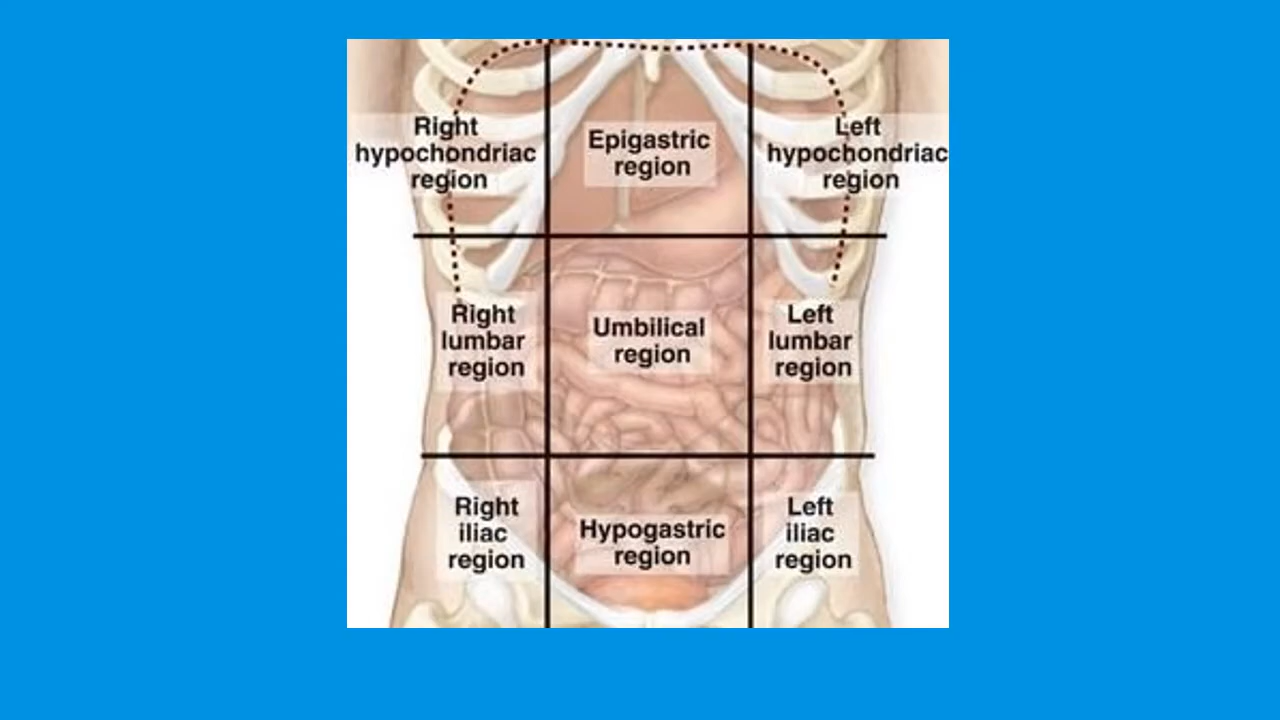 Right
hypochondriac
region
Epigastric
region
Left
hypochondriac
region
Right
lumbar
region
Umbilical
region
Left
lumbar
region
Right
iliac
region
Hypogastric
region
Left
iliac
region